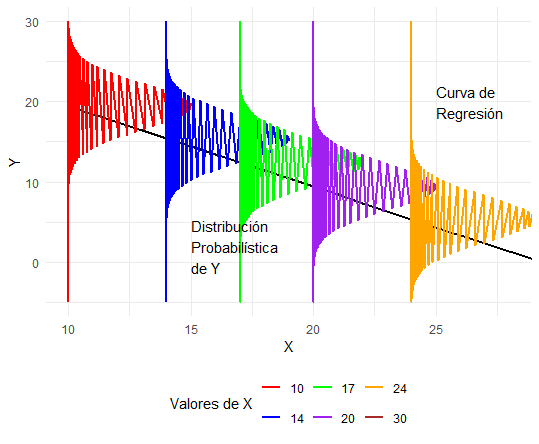 30
20
10
0
Y
Curva de
Regresión
Distribución
Probabilística
de Y
10
15
20
25
X
Valores de X
10
17
24
14
20
30